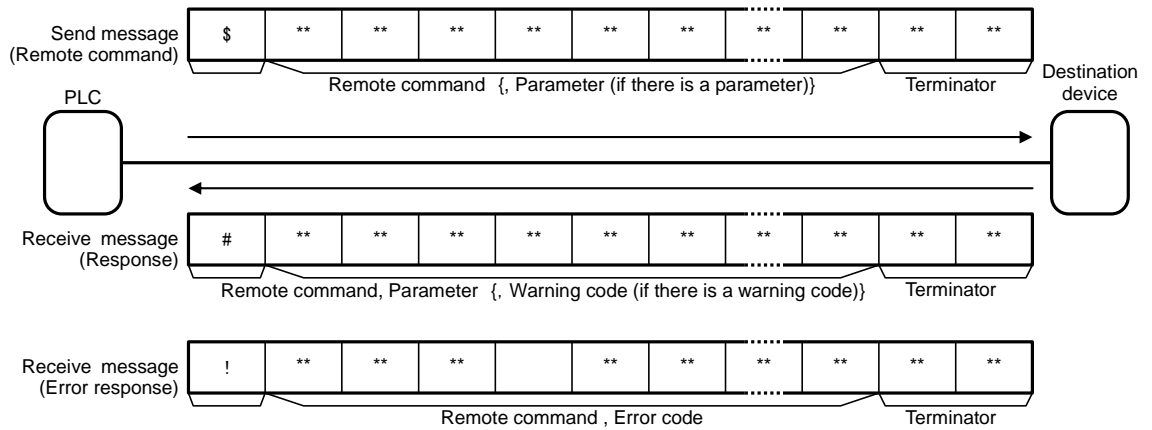 Send message
(Remote command)
$ ** ** ** ** ** ** ** ** ** **
Remote command {, Parameter (if there is a parameter)}
Terminator
PLC
Destination
device
Receive message
(Response)
# ** ** ** ** ** ** ** ** ** **
Remote command, Parameter {, Warning code (if there is a warning code)}
Terminator
Receive message
(Error response)
! ** ** ** ** ** ** ** ** **
Remote command , Error code
Terminator